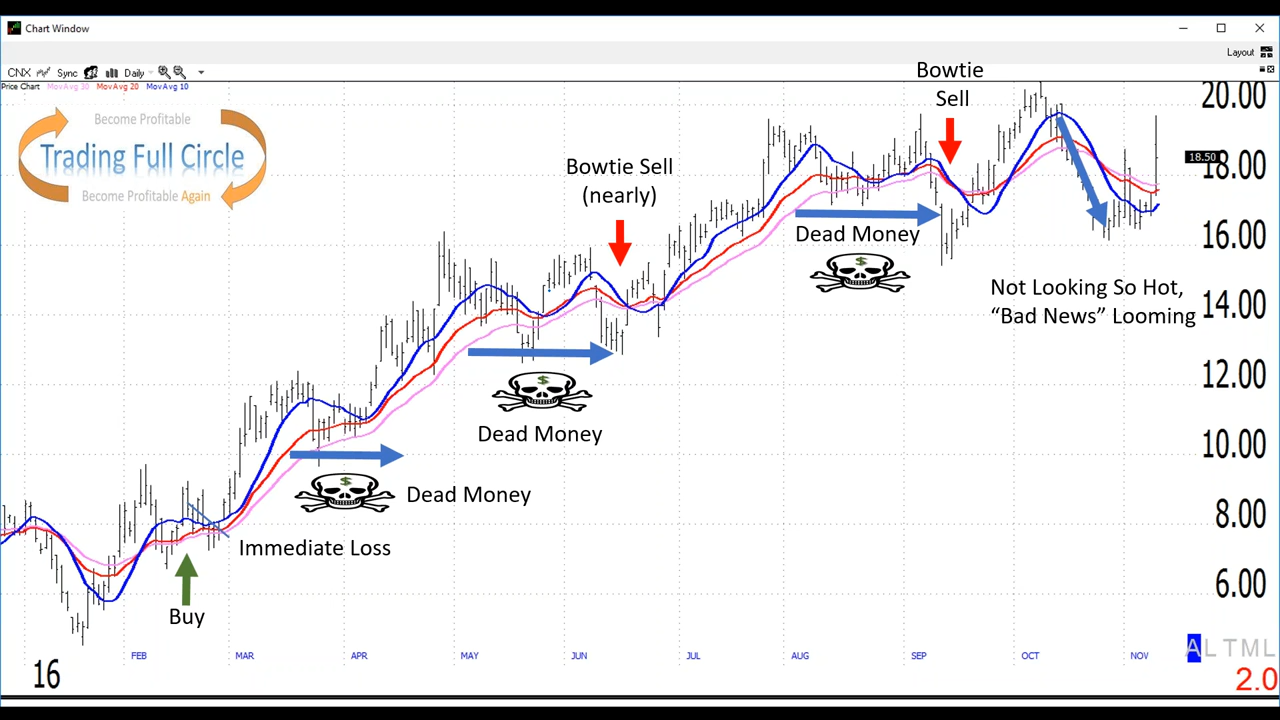 Chart Window
Layout
CNX Sync Daily
Price Chart MovAvg 30 MovAvg 20 MovAvg 10
Become Profitable
Trading Full Circle
Become Profitable Again
Bowtie
Sell
20.00
18.50
18.00
Bowtie Sell
(nearly)
16.00
Dead Money
$
Not Looking So Hot,
“Bad News” Looming
14.00
12.00
$
Dead Money
10.00
$
Dead Money
8.00
Immediate Loss
6.00
Buy
FEB MAR APR MAY JUN JUL AUG SEP OCT NOV
ALTML
16
2.0